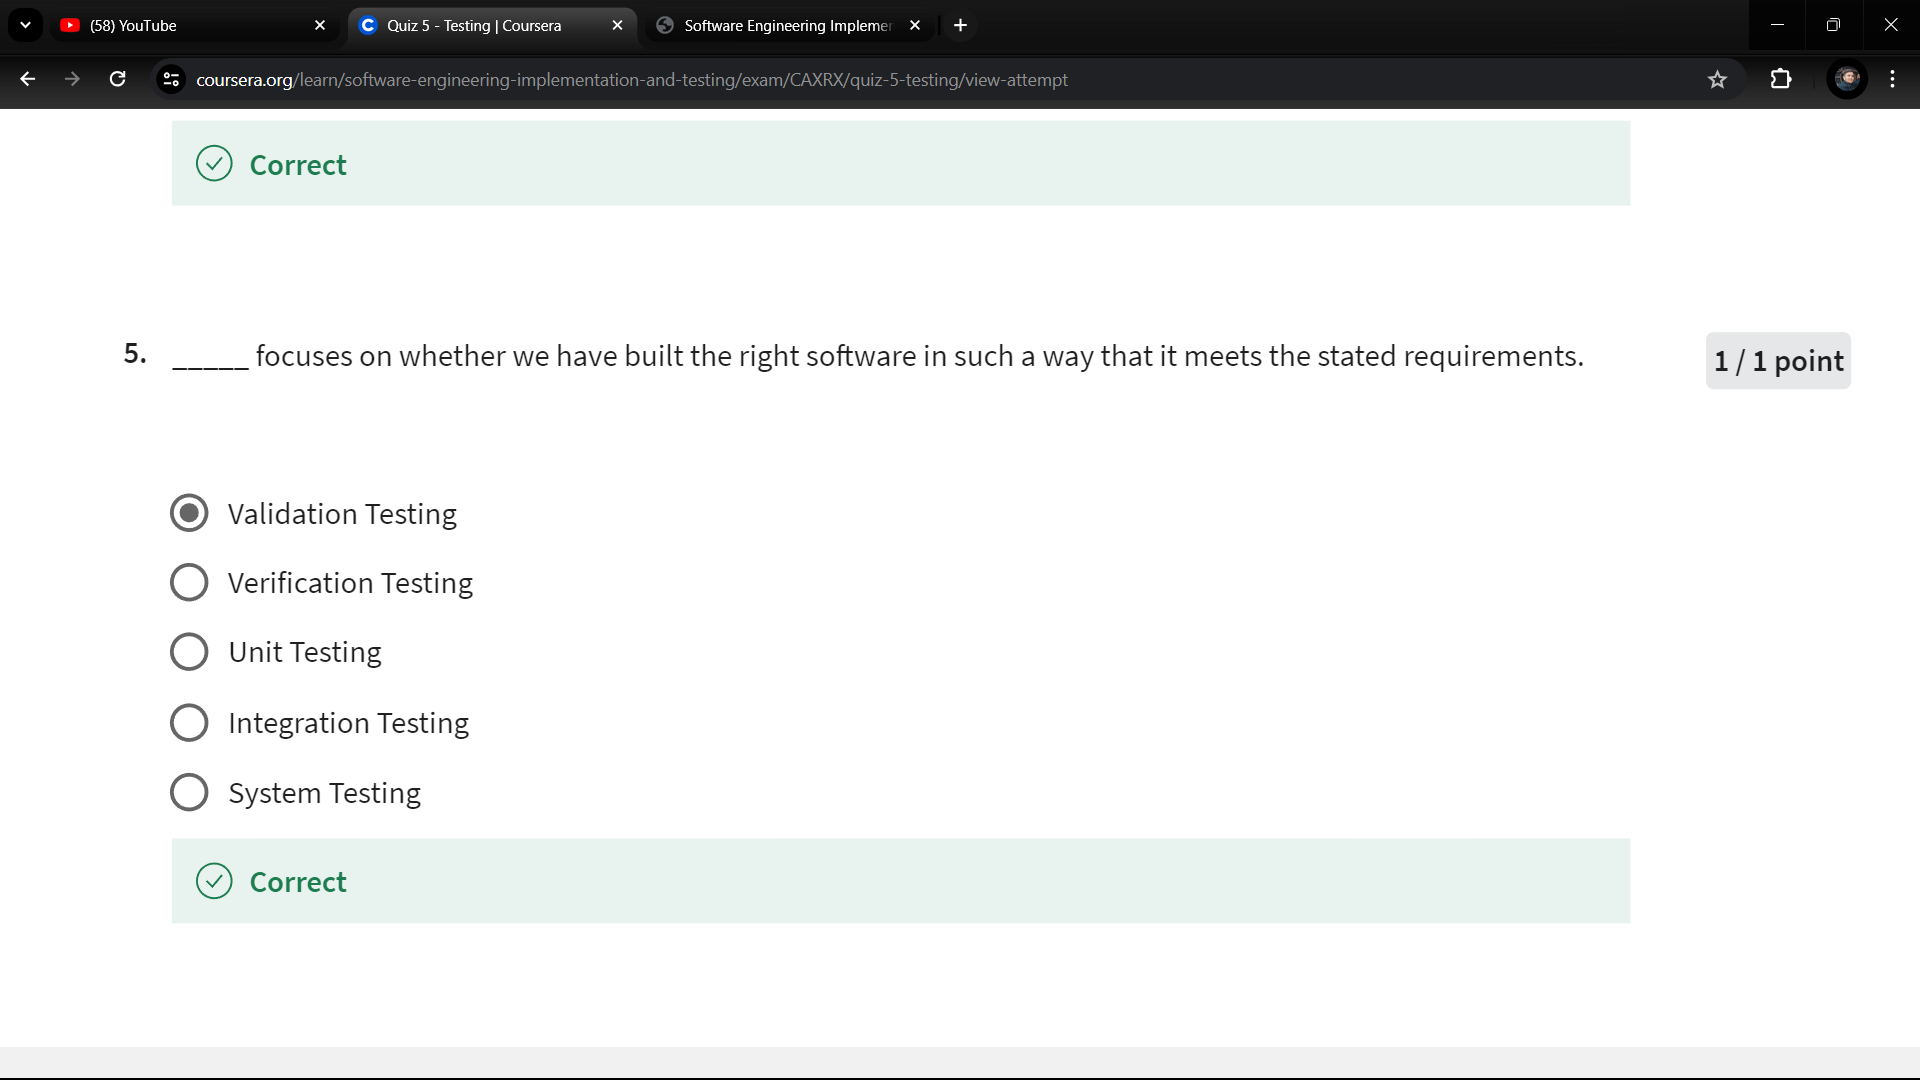 (58) YouTube
Quiz 5 - Testing | Coursera
Software Engineering Implemer
coursera.org/learn/software-engineering-implementation-and-testing/exam/CAXRX/quiz-5-testing/view-attempt
Correct
5. _____ focuses on whether we have built the right software in such a way that it meets the stated requirements.
1 / 1 point
Validation Testing
Verification Testing
Unit Testing
Integration Testing
System Testing
Correct